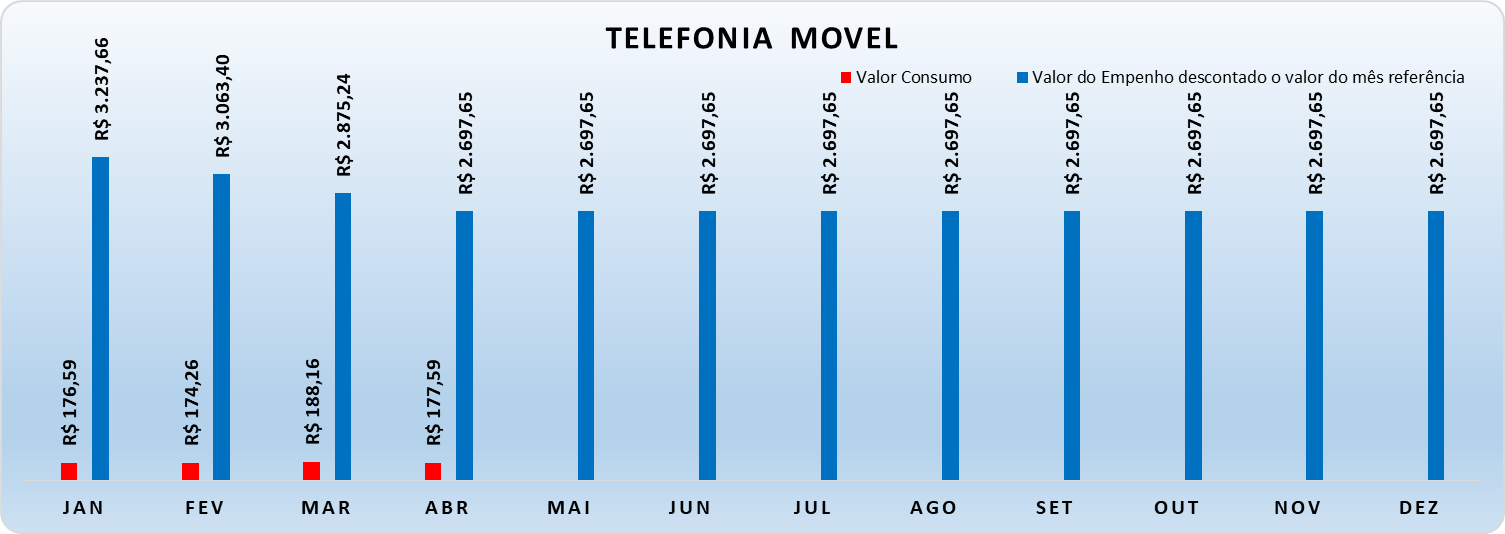 TELEFONIA MOVEL
Valor Consumo
Valor do Empenho descontado o valor do mês referência
R$ 176,59
R$ 3.237,66
R$ 174,26
R$ 3.063,40
R$ 188,16
R$ 2.875,24
R$ 177,59
R$ 2.697,65
R$ 2.697,65
R$ 2.697,65
R$ 2.697,65
R$ 2.697,65
R$ 2.697,65
R$ 2.697,65
R$ 2.697,65
R$ 2.697,65
JAN FEV MAR ABR MAI JUN JUL AGO SET OUT NOV DEZ